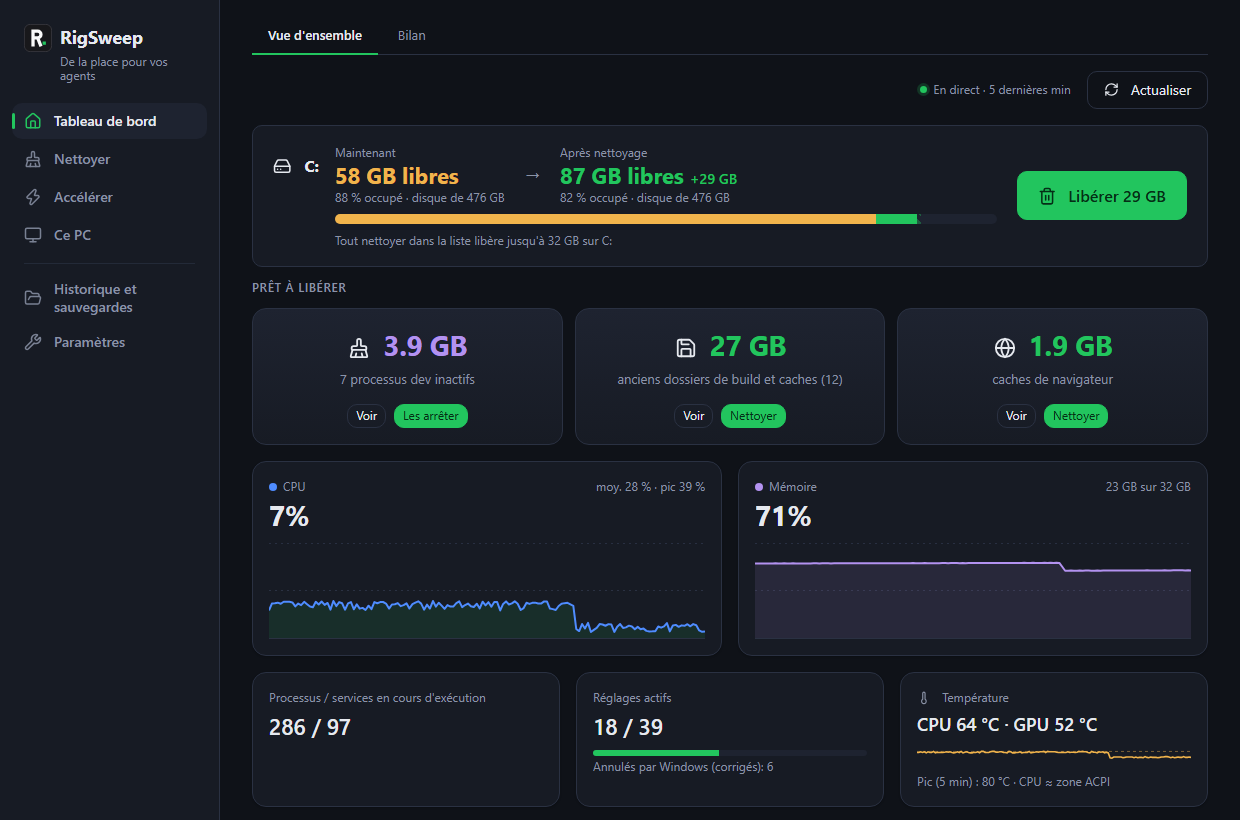 R.
RigSweep
De la place pour vos
agents
Tableau de bord
Nettoyer
Accélérer
Ce PC
Historique et
sauvegardes
Paramètres
Vue d'ensemble
Bilan
En direct · 5 dernières min
Actualiser
C:
Maintenant
58 GB libres
88 % occupé · disque de 476 GB
→
Après nettoyage
87 GB libres +29 GB
82 % occupé · disque de 476 GB
Tout nettoyer dans la liste libère jusqu'à 32 GB sur C:
Libérer 29 GB
PRÊT À LIBÉRER
3.9 GB
7 processus dev inactifs
Voir
Les arrêter
27 GB
anciens dossiers de build et caches (12)
Voir
Nettoyer
1.9 GB
caches de navigateur
Voir
Nettoyer
CPU
moy. 28 % · pic 39 %
7%
Mémoire
23 GB sur 32 GB
71%
Processus / services en cours d'exécution
286 / 97
Réglages actifs
18 / 39
Annulés par Windows (corrigés): 6
Température
CPU 64 °C · GPU 52 °C
Pic (5 min) : 80 °C · CPU ≈ zone ACPI